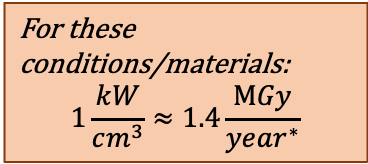 For these
conditions/materials:
1 kW/cm³ ≈ 1.4 MGy/year*